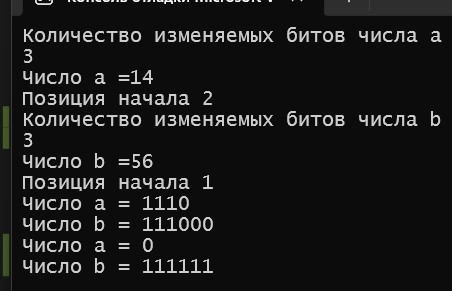 Консоль отладки Microsoft V
Количество изменяемых битов числа a
3
Число a =14
Позиция начала 2
Количество изменяемых битов числа b
3
Число b =56
Позиция начала 1
Число a = 1110
Число b = 111000
Число a = 0
Число b = 111111